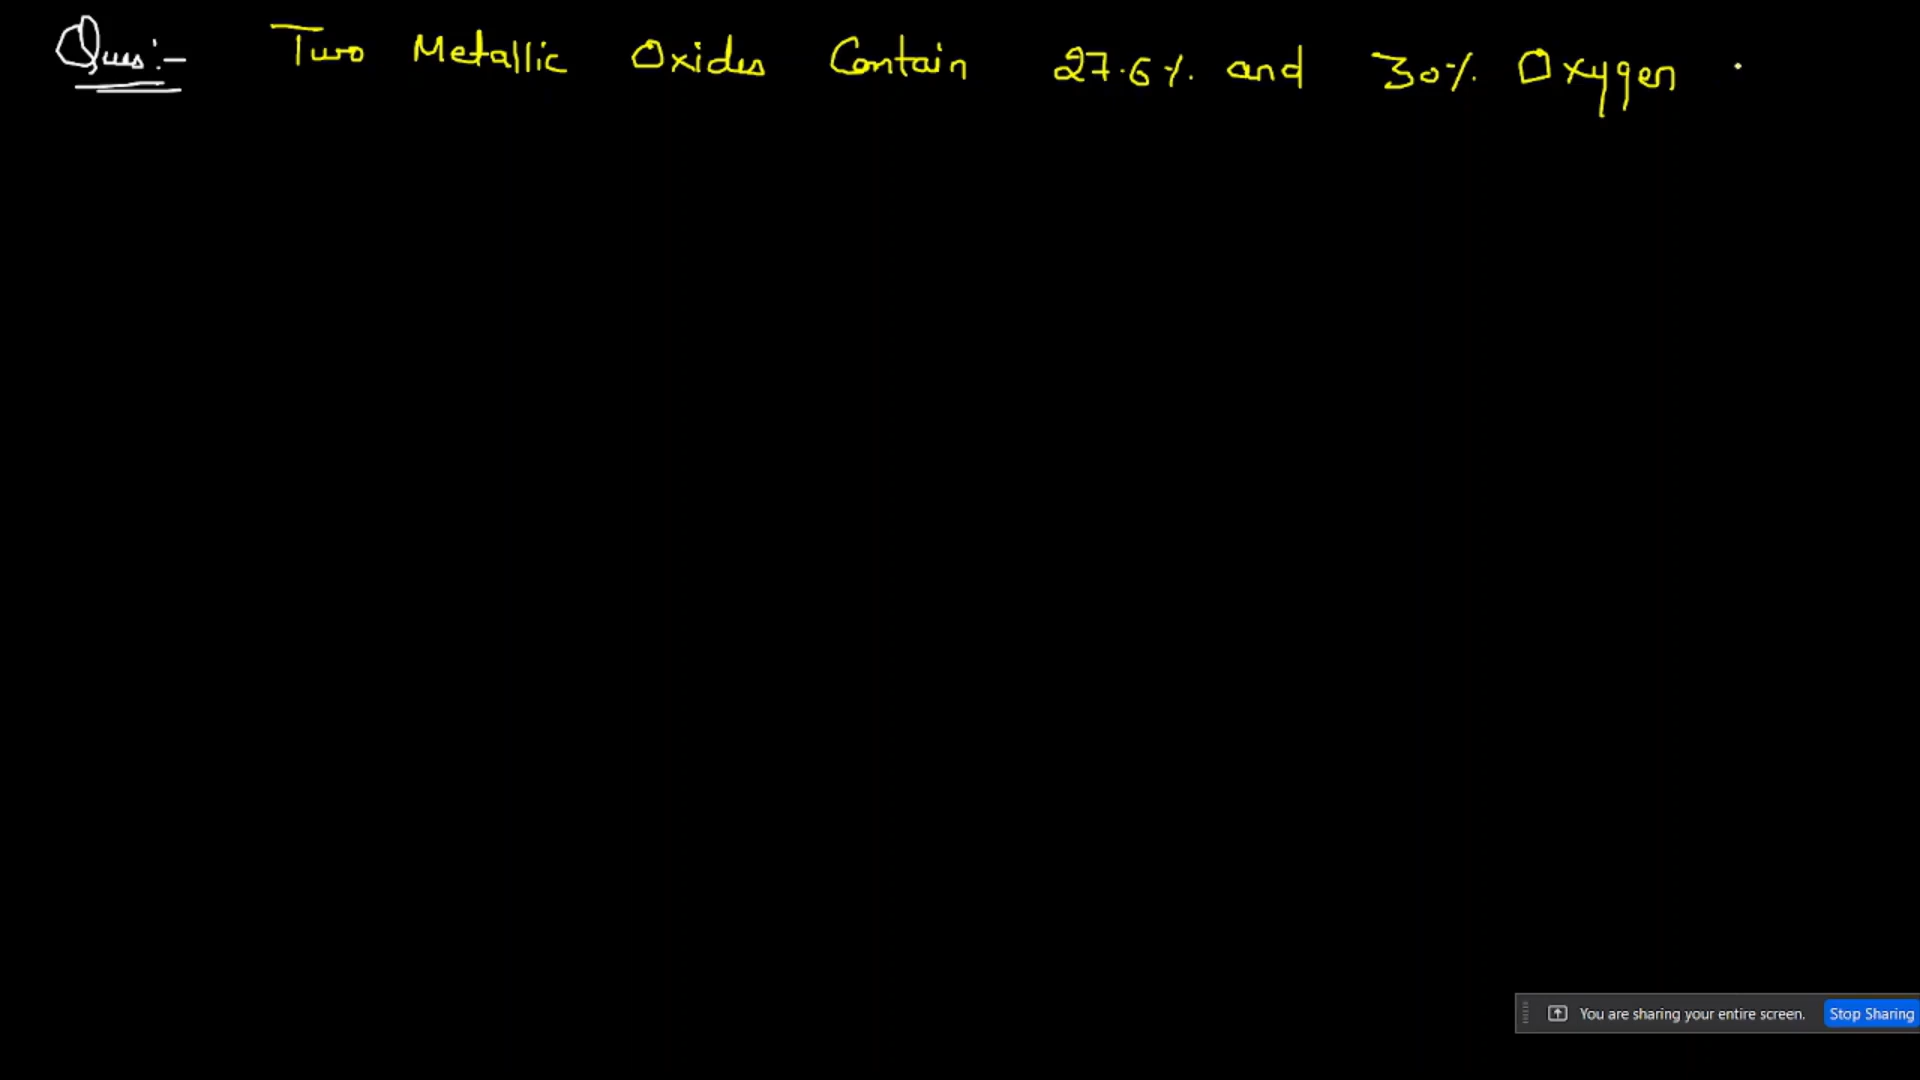 Ques:- Two Metallic Oxides Contain 27.6% and 30% Oxygen
You are sharing your entire screen. Stop Sharing